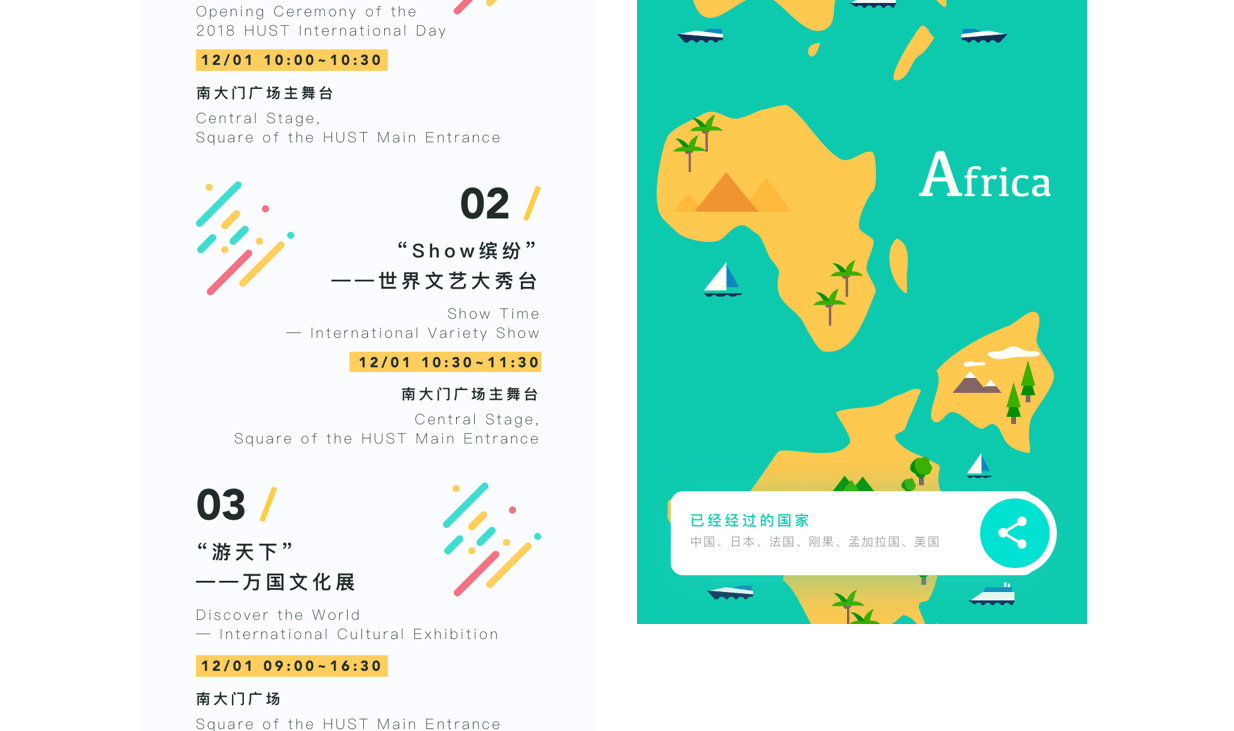 Opening Ceremony of the
2018 HUST International Day
12/01 10:00~10:30
南大门广场主舞台
Central Stage,
Square of the HUST Main Entrance
02 /
“Show缤纷”
——世界文艺大秀台
Show Time
— International Variety Show
12/01 10:30~11:30
南大门广场主舞台
Central Stage,
Square of the HUST Main Entrance
03 /
“游天下”
——万国文化展
Discover the World
— International Cultural Exhibition
12/01 09:00~16:30
南大门广场
Square of the HUST Main Entrance
Africa
已经经过的国家
中国、日本、法国、刚果、孟加拉国、美国